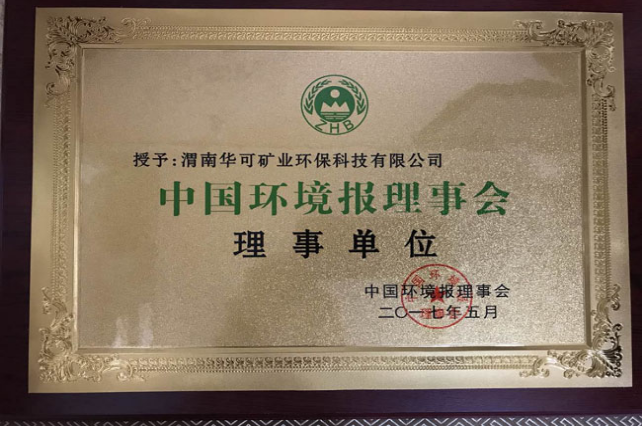 ZHB
授予:渭南华可矿业环保科技有限公司
中国环境报理事会
理事单位
中国环境报理事会
二〇一七年五月